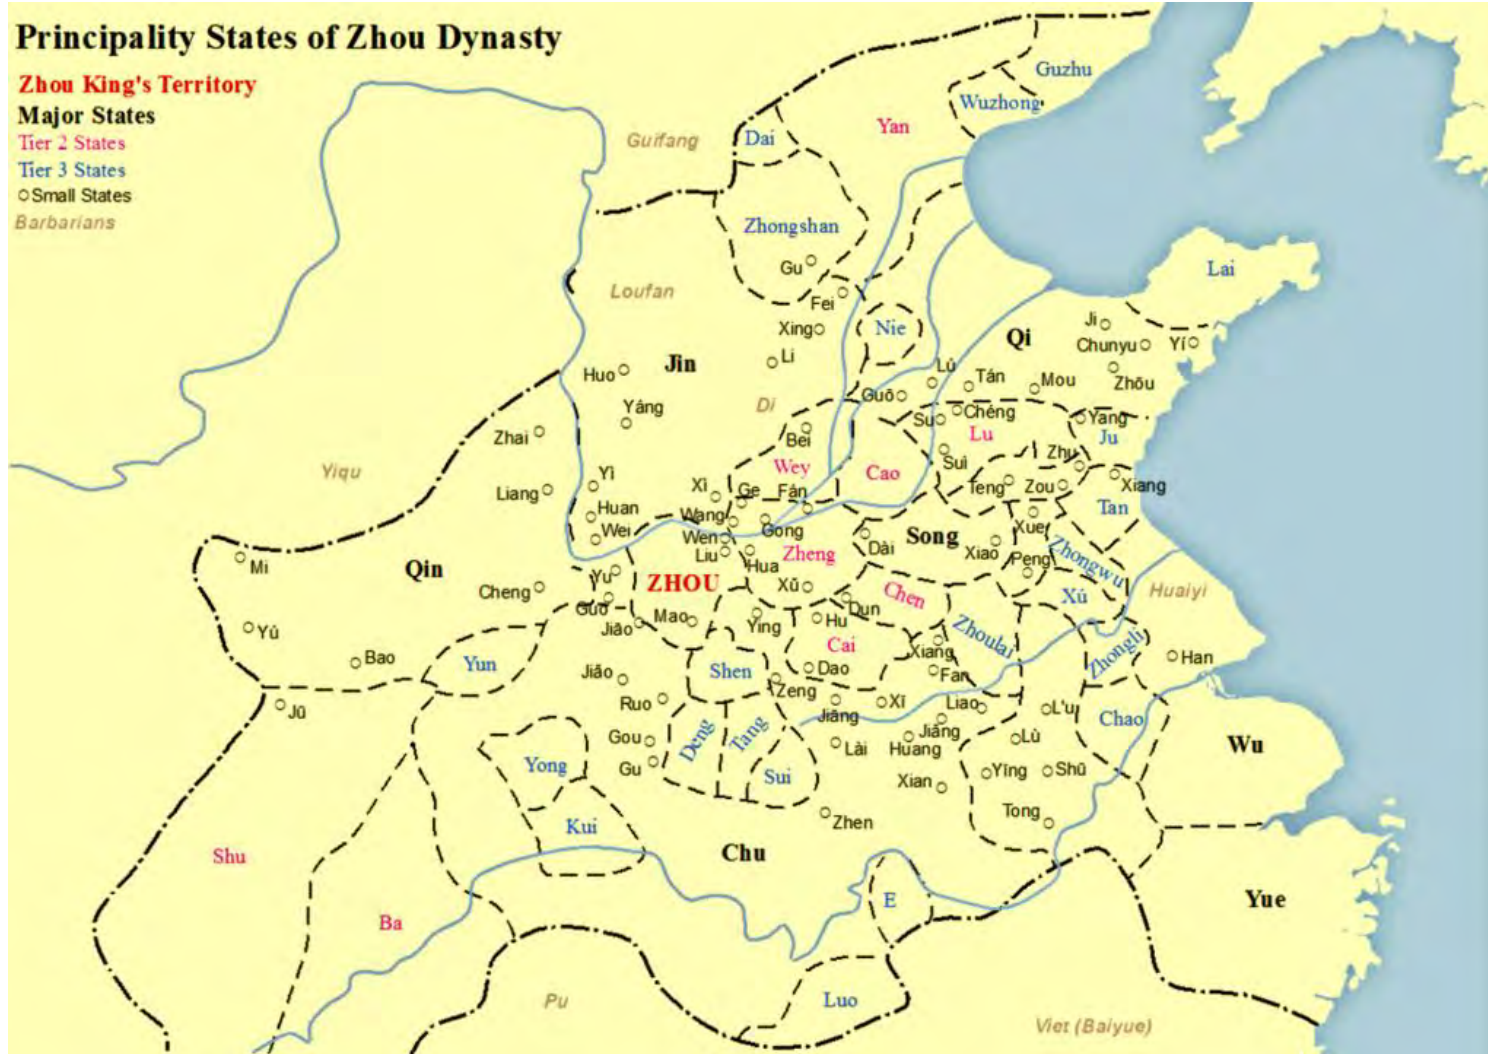 Principality States of Zhou Dynasty
Zhou King's Territory
Major States
Tier 2 States
Tier 3 States
Small States
Barbarians
Guzhu
Wuzhong
Yan
Dai
Guifang
Zhongshan
Gu
Lai
Loufan
Fei
Xing
Nie
Qi
Ji
Chunyu
Yí
Li
Jin
Huo
Lú
Tán
Mou
Zhōu
Guō
Di
Yáng
Chéng
Su
Yang
Lu
Ju
Zhai
Bei
Zhu
Wey
Cao
Suì
Yiqu
Yì
Xì
Ge
Fán
Teng
Zou
Xiang
Liang
Huan
Wang
Tan
Wei
Gong
Xue
Wen
Liu
Zheng
Dài
Song
Xiao
Peng
Zhongwu
Hua
Mi
Qin
Yu
ZHOU
Xǔ
Chen
Xú
Huaiyi
Cheng
Guo
Dun
Mao
Ying
Hu
Yú
Jiāo
Cai
Zhoulai
Zhongli
Xiang
Han
Bao
Yun
Shen
Dao
Fan
Jiāo
Zeng
Ruo
Xī
Liao
L'u
Jū
Jiāng
Chao
Jiāng
Gou
Deng
Tang
Lài
Huang
Lù
Wu
Gu
Yong
Sui
Xian
Yīng
Shū
Tong
Zhen
Kui
Shu
Chu
E
Yue
Ba
Luo
Pu
Viet (Baiyue)